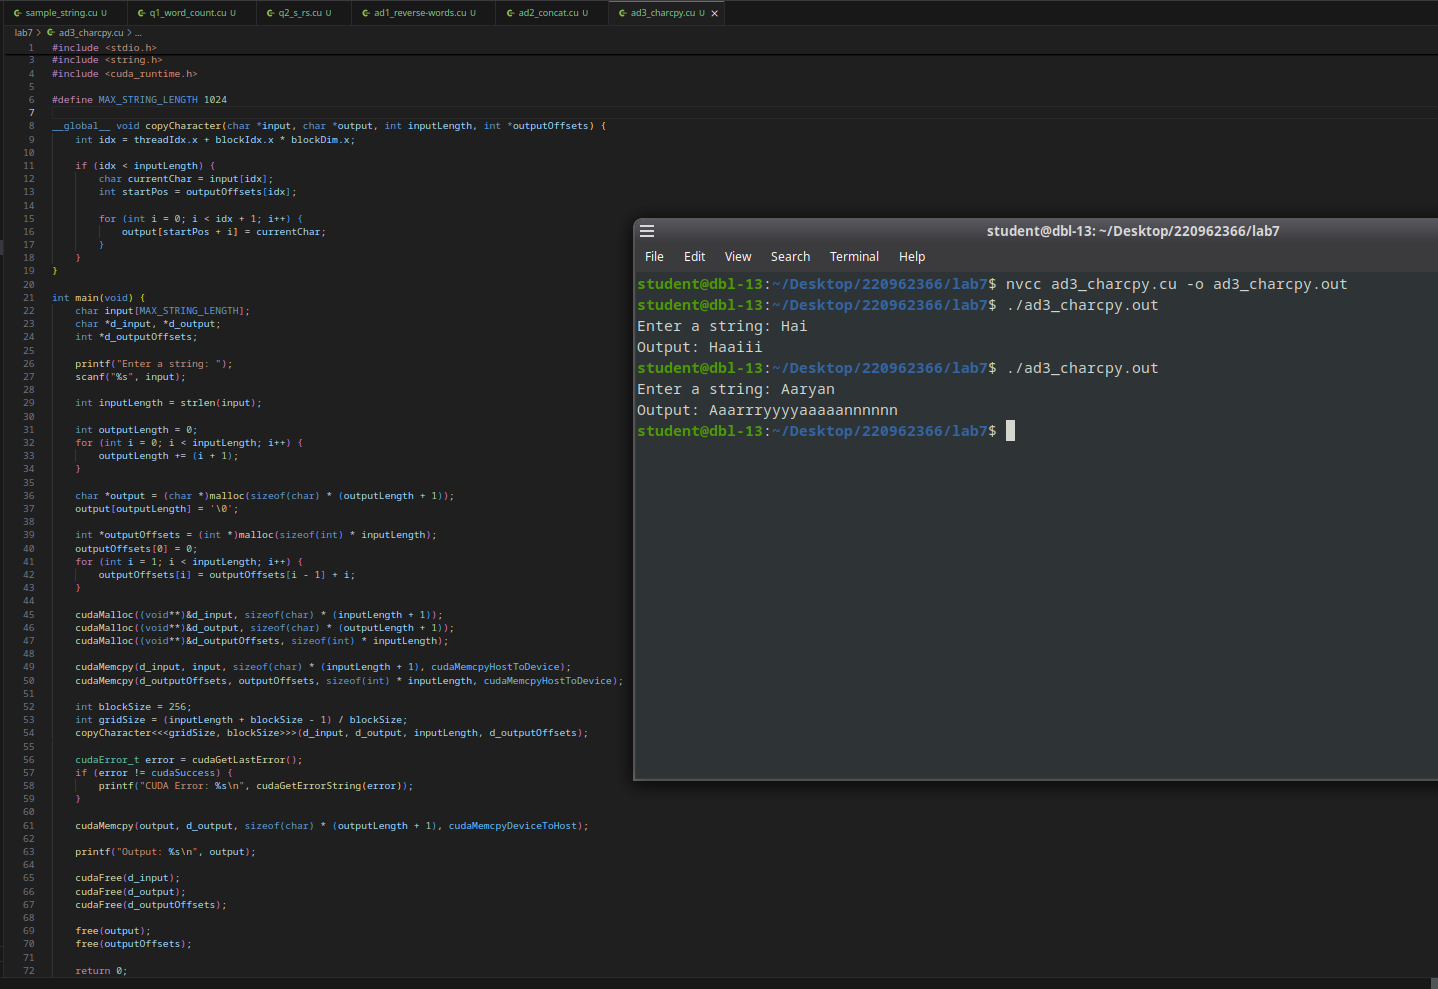 sample_string.cu U
q1_word_count.cu U
q2_s_rs.cu U
ad1_reverse-words.cu U
ad2_concat.cu U
ad3_charcpy.cu U ×
lab7 > ad3_charcpy.cu > ...
1 #include <stdio.h>
3 #include <string.h>
4 #include <cuda_runtime.h>
5
6 #define MAX_STRING_LENGTH 1024
7
8 __global__ void copyCharacter(char *input, char *output, int inputLength, int *outputOffsets) {
9     int idx = threadIdx.x + blockIdx.x * blockDim.x;
10
11     if (idx < inputLength) {
12         char currentChar = input[idx];
13         int startPos = outputOffsets[idx];
14
15         for (int i = 0; i < idx + 1; i++) {
16             output[startPos + i] = currentChar;
17         }
18     }
19 }
20
21 int main(void) {
22     char input[MAX_STRING_LENGTH];
23     char *d_input, *d_output;
24     int *d_outputOffsets;
25
26     printf("Enter a string: ");
27     scanf("%s", input);
28
29     int inputLength = strlen(input);
30
31     int outputLength = 0;
32     for (int i = 0; i < inputLength; i++) {
33         outputLength += (i + 1);
34     }
35
36     char *output = (char *)malloc(sizeof(char) * (outputLength + 1));
37     output[outputLength] = '\0';
38
39     int *outputOffsets = (int *)malloc(sizeof(int) * inputLength);
40     outputOffsets[0] = 0;
41     for (int i = 1; i < inputLength; i++) {
42         outputOffsets[i] = outputOffsets[i - 1] + i;
43     }
44
45     cudaMalloc((void**)&d_input, sizeof(char) * (inputLength + 1));
46     cudaMalloc((void**)&d_output, sizeof(char) * (outputLength + 1));
47     cudaMalloc((void**)&d_outputOffsets, sizeof(int) * inputLength);
48
49     cudaMemcpy(d_input, input, sizeof(char) * (inputLength + 1), cudaMemcpyHostToDevice);
50     cudaMemcpy(d_outputOffsets, outputOffsets, sizeof(int) * inputLength, cudaMemcpyHostToDevice);
51
52     int blockSize = 256;
53     int gridSize = (inputLength + blockSize - 1) / blockSize;
54     copyCharacter<<<gridSize, blockSize>>>(d_input, d_output, inputLength, d_outputOffsets);
55
56     cudaError_t error = cudaGetLastError();
57     if (error != cudaSuccess) {
58         printf("CUDA Error: %s\n", cudaGetErrorString(error));
59     }
60
61     cudaMemcpy(output, d_output, sizeof(char) * (outputLength + 1), cudaMemcpyDeviceToHost);
62
63     printf("Output: %s\n", output);
64
65     cudaFree(d_input);
66     cudaFree(d_output);
67     cudaFree(d_outputOffsets);
68
69     free(output);
70     free(outputOffsets);
71
72     return 0;
student@dbl-13: ~/Desktop/220962366/lab7
File Edit View Search Terminal Help
student@dbl-13:~/Desktop/220962366/lab7$ nvcc ad3_charcpy.cu -o ad3_charcpy.out
student@dbl-13:~/Desktop/220962366/lab7$ ./ad3_charcpy.out
Enter a string: Hai
Output: Haaiii
student@dbl-13:~/Desktop/220962366/lab7$ ./ad3_charcpy.out
Enter a string: Aaryan
Output: Aaarrryyyyaaaaannnnnn
student@dbl-13:~/Desktop/220962366/lab7$